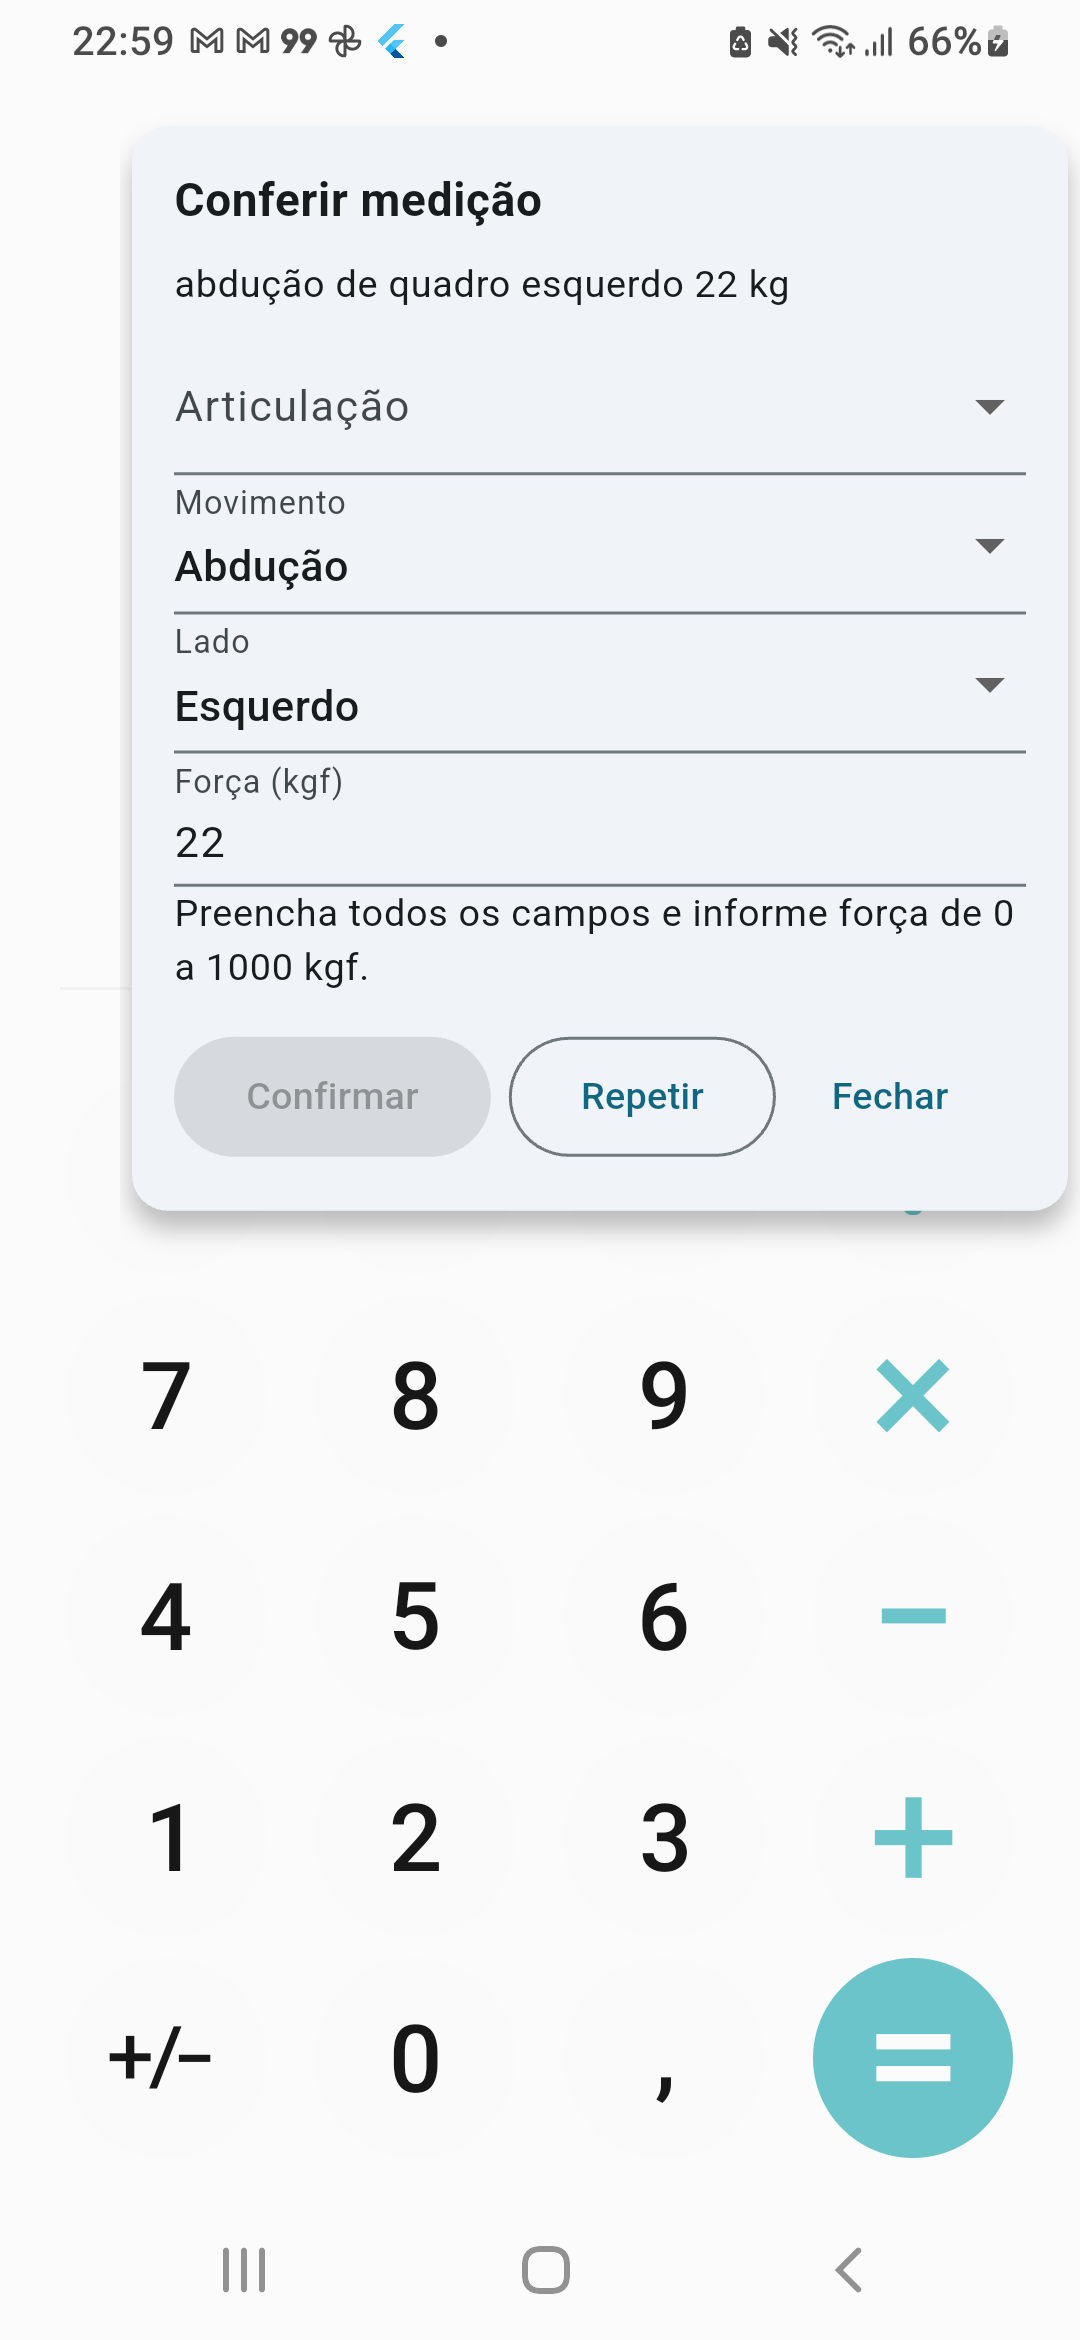 22:59 99 66%
Conferir medição
abdução de quadro esquerdo 22 kg
Articulação
Movimento
Abdução
Lado
Esquerdo
Força (kgf)
22
Preencha todos os campos e informe força de 0
a 1000 kgf.
Confirmar Repetir Fechar
7 8 9 ×
4 5 6 −
1 2 3 +
+/− 0 , =